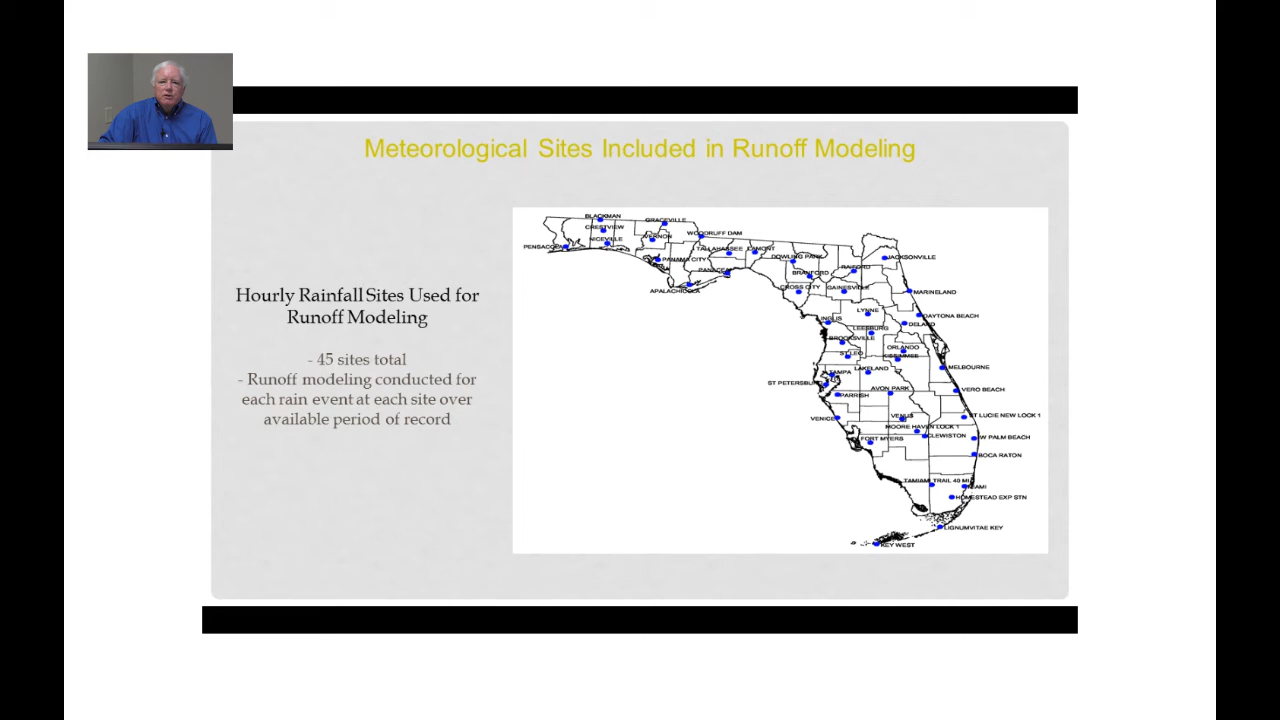 Meteorological Sites Included in Runoff Modeling
Hourly Rainfall Sites Used for
Runoff Modeling
- 45 sites total
- Runoff modeling conducted for
each rain event at each site over
available period of record
BLACKMAN
CRESTVIEW
NICEVILLE
PENSACOLA
GRACEVILLE
VERNON
WOODRUFF DAM
PANAMA CITY
TALLAHASSEE
LAMONT
PANACEA
APALACHICOLA
DOWLING PARK
BRANFORD
RAIFORD
JACKSONVILLE
CROSS CITY
GAINESVILLE
MARINELAND
LYNNE
DAYTONA BEACH
INGLIS
DELAND
LEESBURG
BROOKSVILLE
ORLANDO
ST LEO
KISSIMMEE
TAMPA
LAKELAND
MELBOURNE
ST PETERSBURG
AVON PARK
VERO BEACH
PARRISH
VENICE
VENUS
ST LUCIE NEW LOCK 1
MOORE HAVEN LOCK 1
FORT MYERS
CLEWISTON
W PALM BEACH
BOCA RATON
TAMIAMI TRAIL 40 MI
MIAMI
HOMESTEAD EXP STN
LIGNUMVITAE KEY
KEY WEST